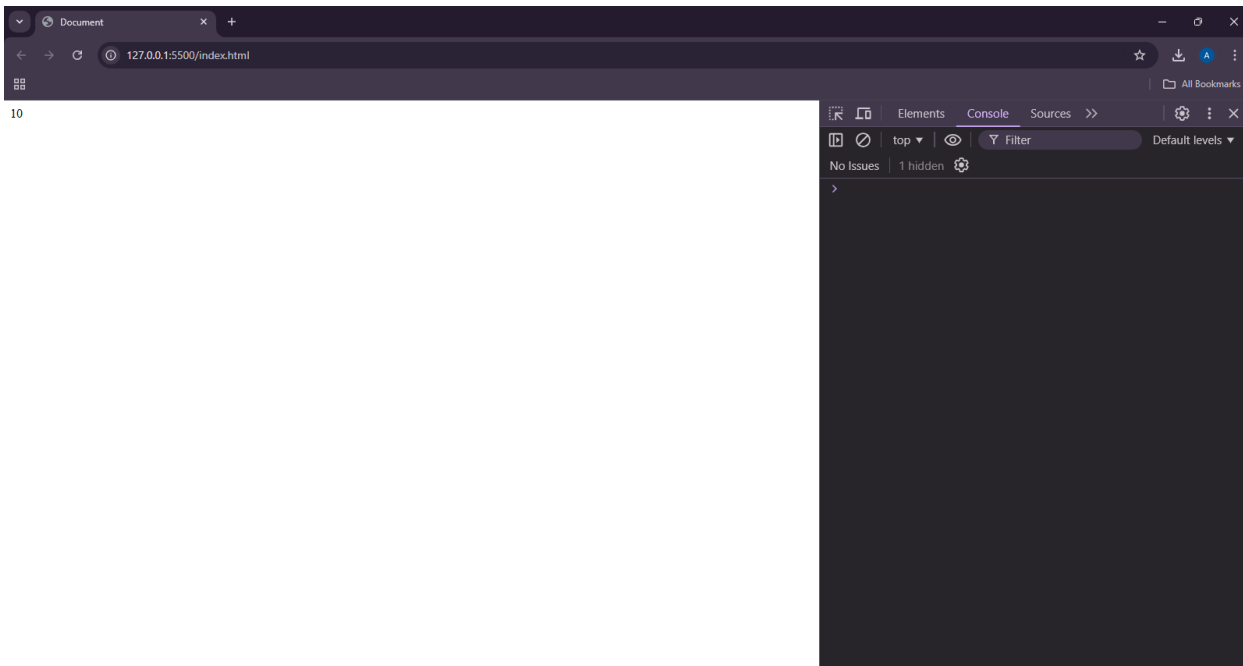 Document
127.0.0.1:5500/index.html
A
All Bookmarks
10
Elements Console Sources
top Filter Default levels
No Issues 1 hidden